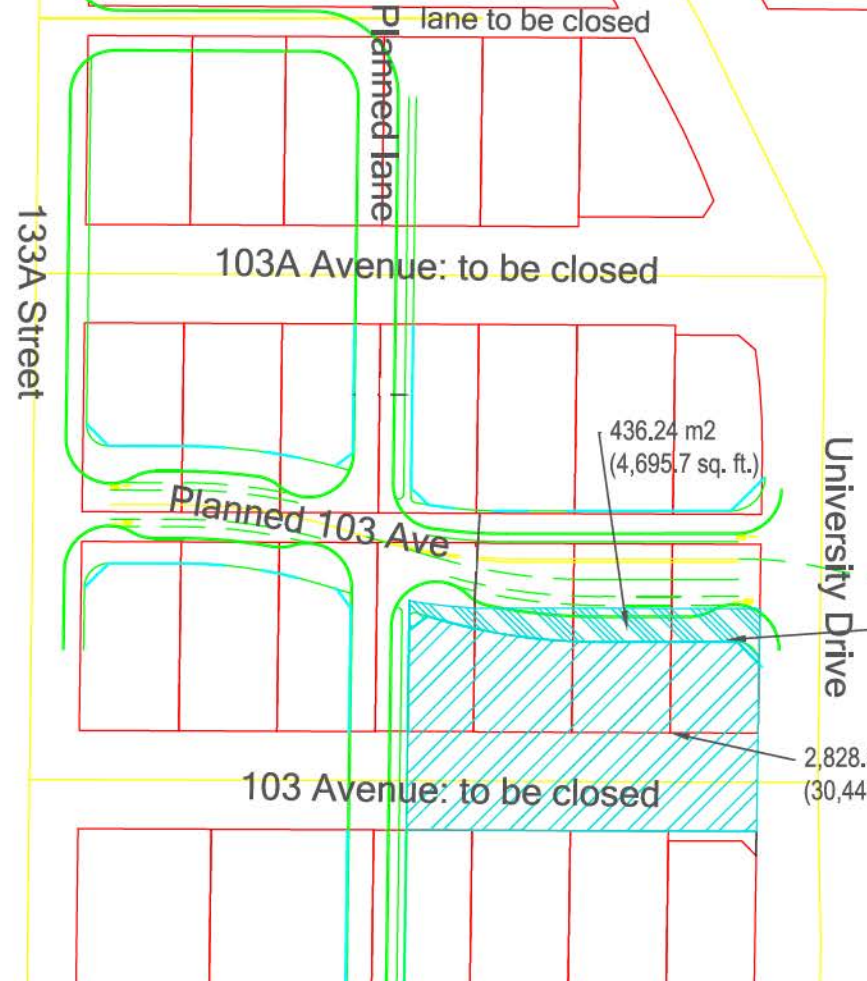 lane to be closed
Planned lane
133A Street
103A Avenue: to be closed
436.24 m2
(4,695.7 sq. ft.)
University Drive
Planned 103 Ave
2,828.
(30,44
103 Avenue: to be closed